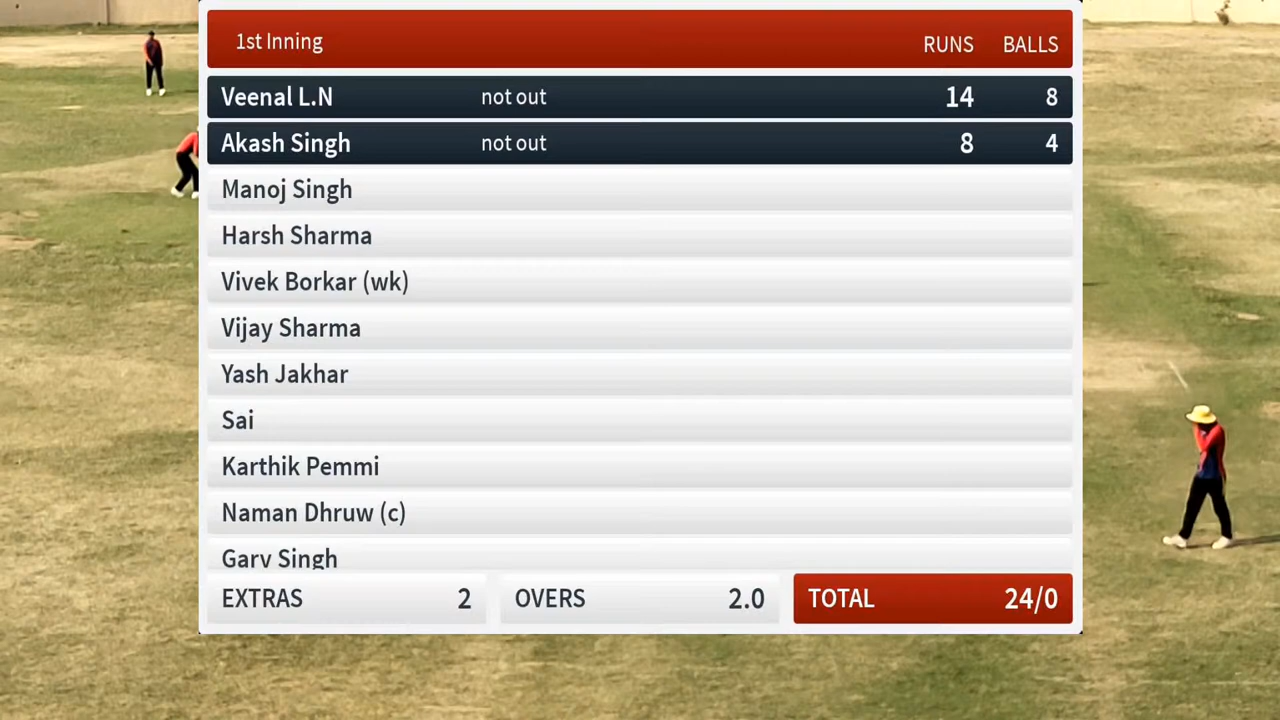 1st Inning RUNS BALLS
Veenal L.N not out 14 8
Akash Singh not out 8 4
Manoj Singh
Harsh Sharma
Vivek Borkar (wk)
Vijay Sharma
Yash Jakhar
Sai
Karthik Pemmi
Naman Dhruw (c)
Garv Singh
EXTRAS 2 OVERS 2.0 TOTAL 24/0